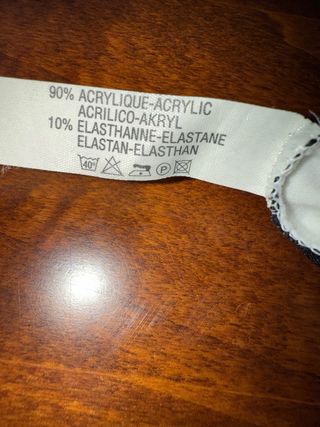 90% ACRYLIQUE-ACRYLIC
ACRILICO-AKRYL
10% ELASTHANNE-ELASTANE
ELASTAN-ELASTHAN
40° P